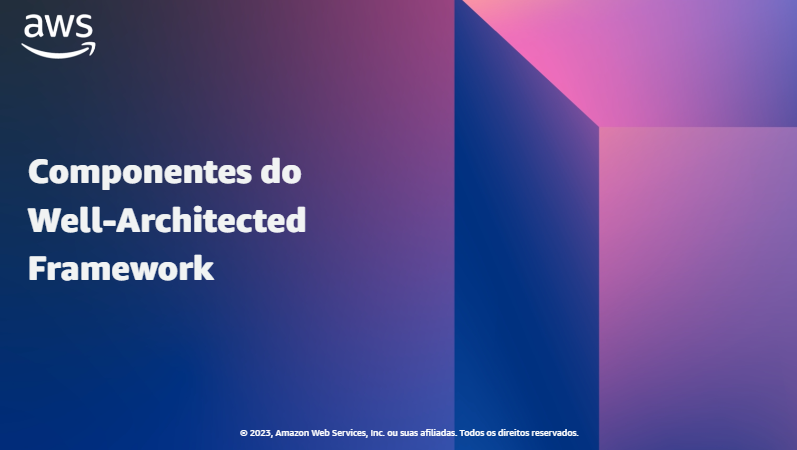 aws
Componentes do
Well-Architected
Framework
© 2023, Amazon Web Services, Inc. ou suas afiliadas. Todos os direitos reservados.